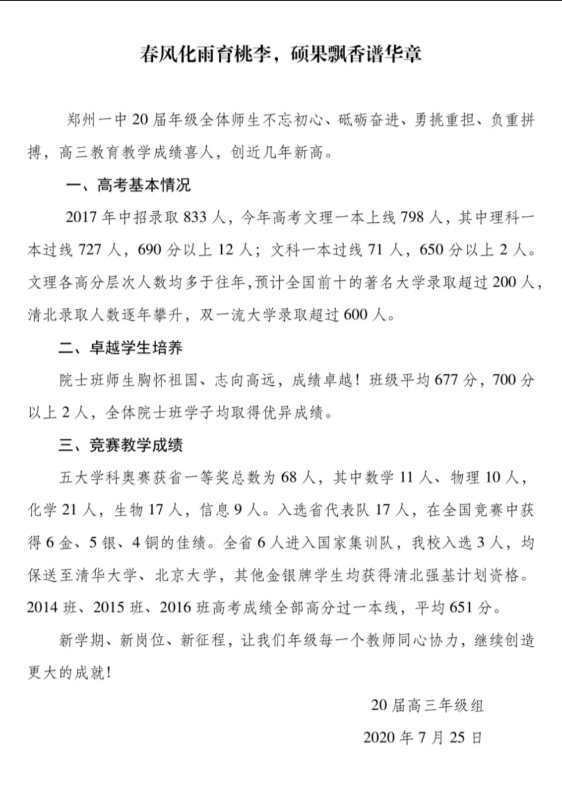 春风化雨育桃李，硕果飘香谱华章
郑州一中 20 届年级全体师生不忘初心、砥砺奋进、勇挑重担、负重拼
搏，高三教育教学成绩喜人，创近几年新高。
一、高考基本情况
2017 年中招录取 833 人，今年高考文理一本上线 798 人，其中理科一
本过线 727 人，690 分以上 12 人；文科一本过线 71 人，650 分以上 2 人。
文理各高分层次人数均多于往年，预计全国前十的著名大学录取超过 200 人，
清北录取人数逐年攀升，双一流大学录取超过 600 人。
二、卓越学生培养
院士班师生胸怀祖国、志向高远，成绩卓越！班级平均 677 分，700 分
以上 2 人，全体院士班学子均取得优异成绩。
三、竞赛教学成绩
五大学科奥赛获省一等奖总数为 68 人，其中数学 11 人、物理 10 人，
化学 21 人，生物 17 人，信息 9 人。入选省代表队 17 人，在全国竞赛中获
得 6 金、5 银、4 铜的佳绩。全省 6 人进入国家集训队，我校入选 3 人，均
保送至清华大学、北京大学，其他金银牌学生均获得清北强基计划资格。
2014 班、2015 班、2016 班高考成绩全部高分过一本线，平均 651 分。
新学期、新岗位、新征程，让我们年级每一个教师同心协力，继续创造
更大的成就！
20 届高三年级组
2020 年 7 月 25 日